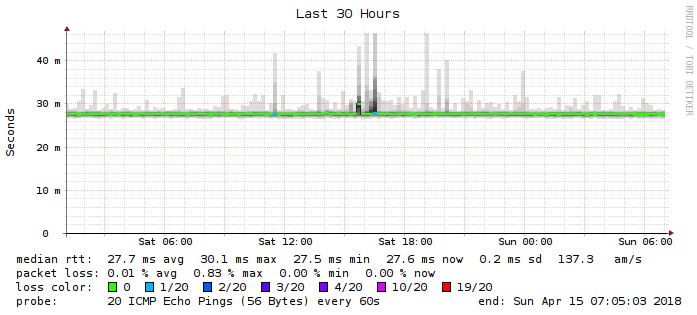 Last 30 Hours
RRDTOOL / TOBI OETIKER
Seconds
40 m
30 m
20 m
10 m
0
Sat 06:00 Sat 12:00 Sat 18:00 Sun 00:00 Sun 06:00
median rtt: 27.7 ms avg 30.1 ms max 27.5 ms min 27.6 ms now 0.2 ms sd 137.3 am/s
packet loss: 0.01 % avg 0.83 % max 0.00 % min 0.00 % now
loss color: 0 1/20 2/20 3/20 4/20 10/20 19/20
probe: 20 ICMP Echo Pings (56 Bytes) every 60s end: Sun Apr 15 07:05:03 2018